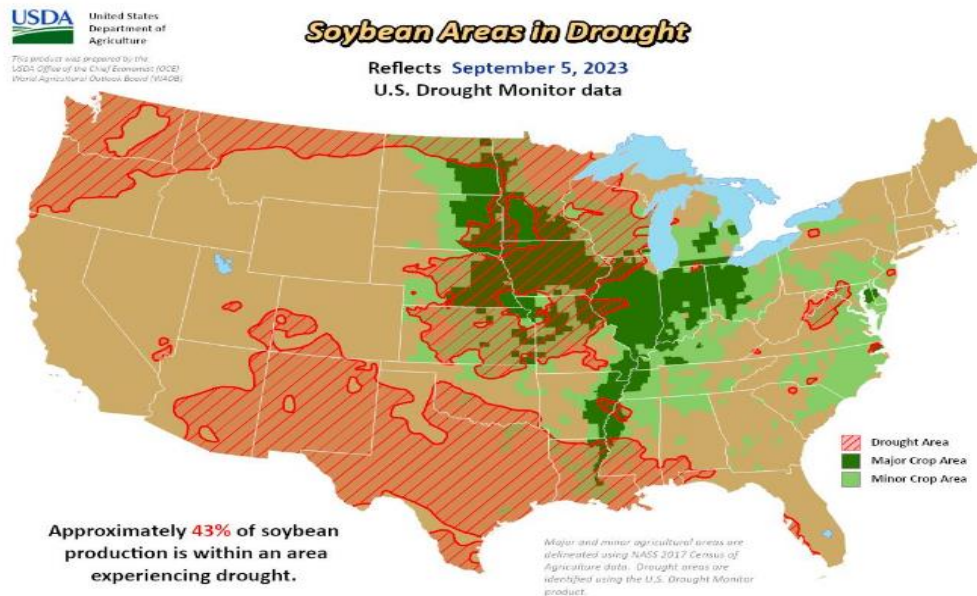 USDA
United States
Department of
Agriculture
This product was prepared by the
USDA Office of the Chief Economist (OCE)
World Agricultural Outlook Board (WAOB)
Soybean Areas in Drought
Reflects September 5, 2023
U.S. Drought Monitor data
Drought Area
Major Crop Area
Minor Crop Area
Approximately 43% of soybean
production is within an area
experiencing drought.
Major and minor agricultural areas are
delineated using NASS 2017 Census of
Agriculture data. Drought areas are
identified using the U.S. Drought Monitor
product.